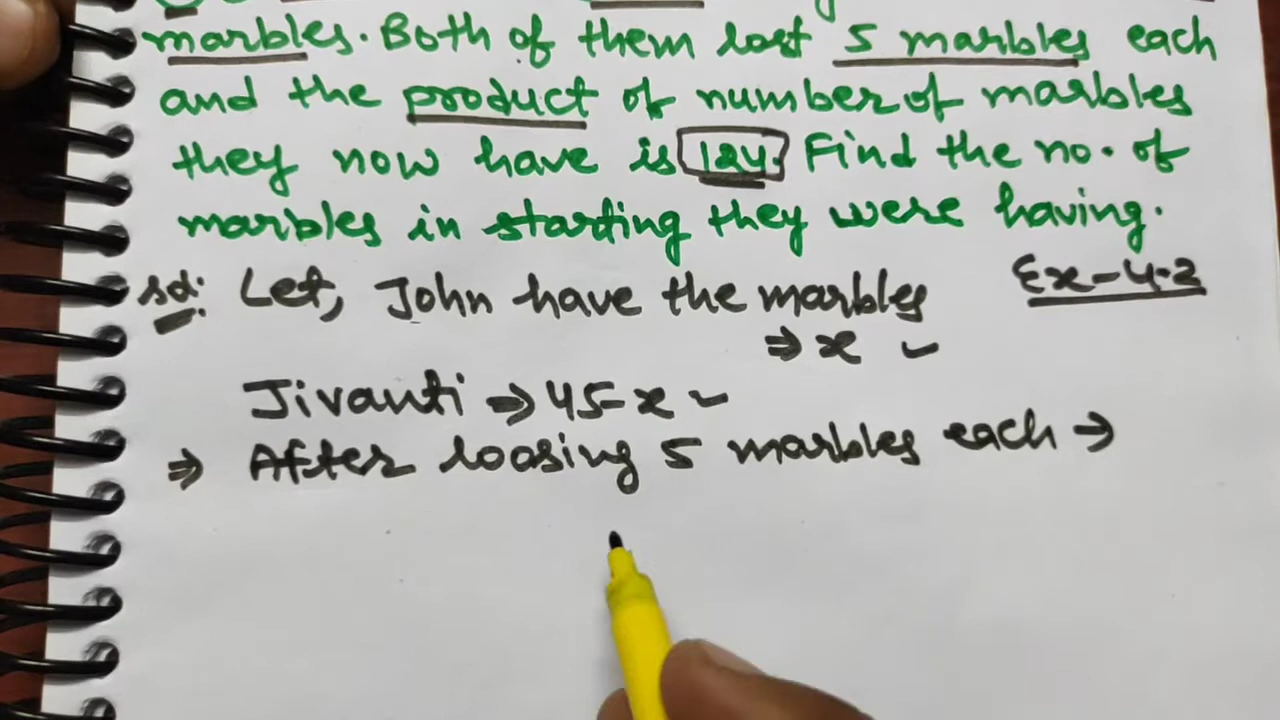 marbles. Both of them lost 5 marbles each
and the product of number of marbles
they now have is 124. Find the no. of
marbles in starting they were having.
Sol: Let, John have the marbles Ex-4.2
⇒ x ✓
Jivanti ⇒ 45-x ✓
⇒ After loosing 5 marbles each →